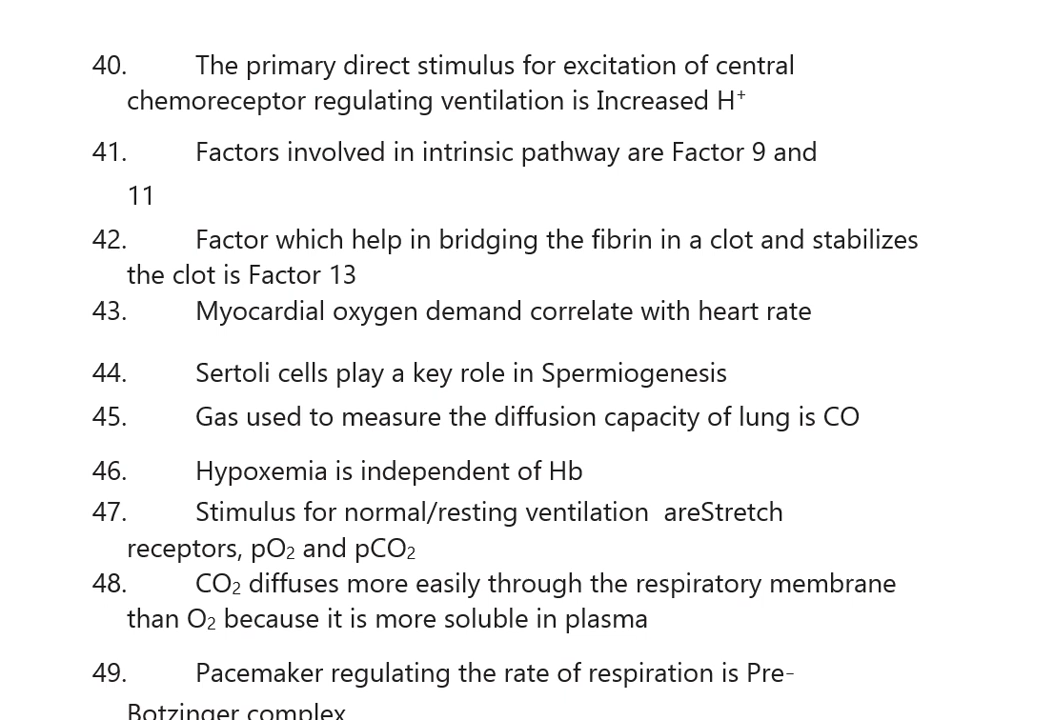 40. The primary direct stimulus for excitation of central
chemoreceptor regulating ventilation is Increased H⁺
41. Factors involved in intrinsic pathway are Factor 9 and
11
42. Factor which help in bridging the fibrin in a clot and stabilizes
the clot is Factor 13
43. Myocardial oxygen demand correlate with heart rate
44. Sertoli cells play a key role in Spermiogenesis
45. Gas used to measure the diffusion capacity of lung is CO
46. Hypoxemia is independent of Hb
47. Stimulus for normal/resting ventilation areStretch
receptors, pO₂ and pCO₂
48. CO₂ diffuses more easily through the respiratory membrane
than O₂ because it is more soluble in plasma
49. Pacemaker regulating the rate of respiration is Pre-
Botzinger complex